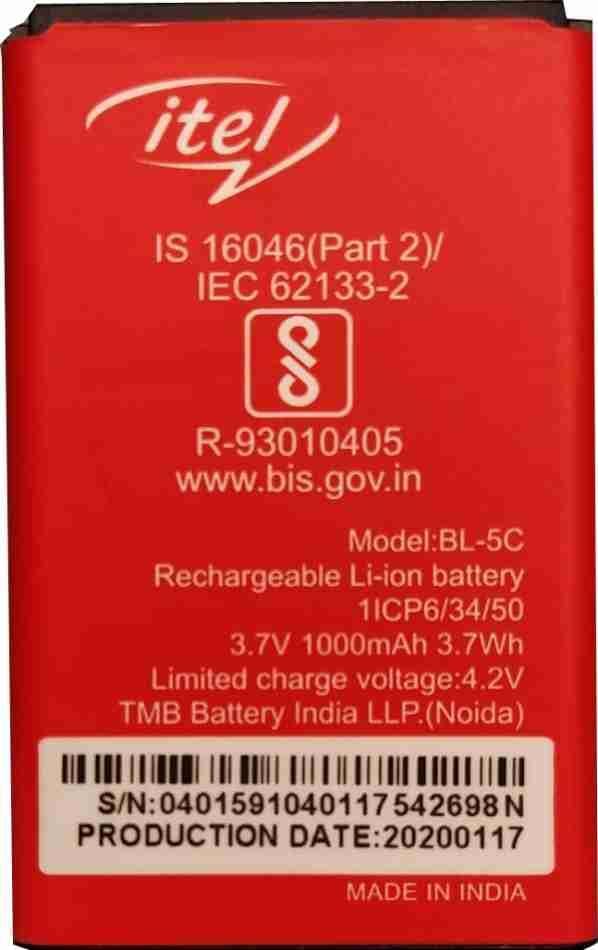 itel
IS 16046(Part 2)/
IEC 62133-2
R-93010405
www.bis.gov.in
Model:BL-5C
Rechargeable Li-ion battery
1ICP6/34/50
3.7V 1000mAh 3.7Wh
Limited charge voltage:4.2V
TMB Battery India LLP.(Noida)
S/N:0401591040117542698N
PRODUCTION DATE:20200117
MADE IN INDIA